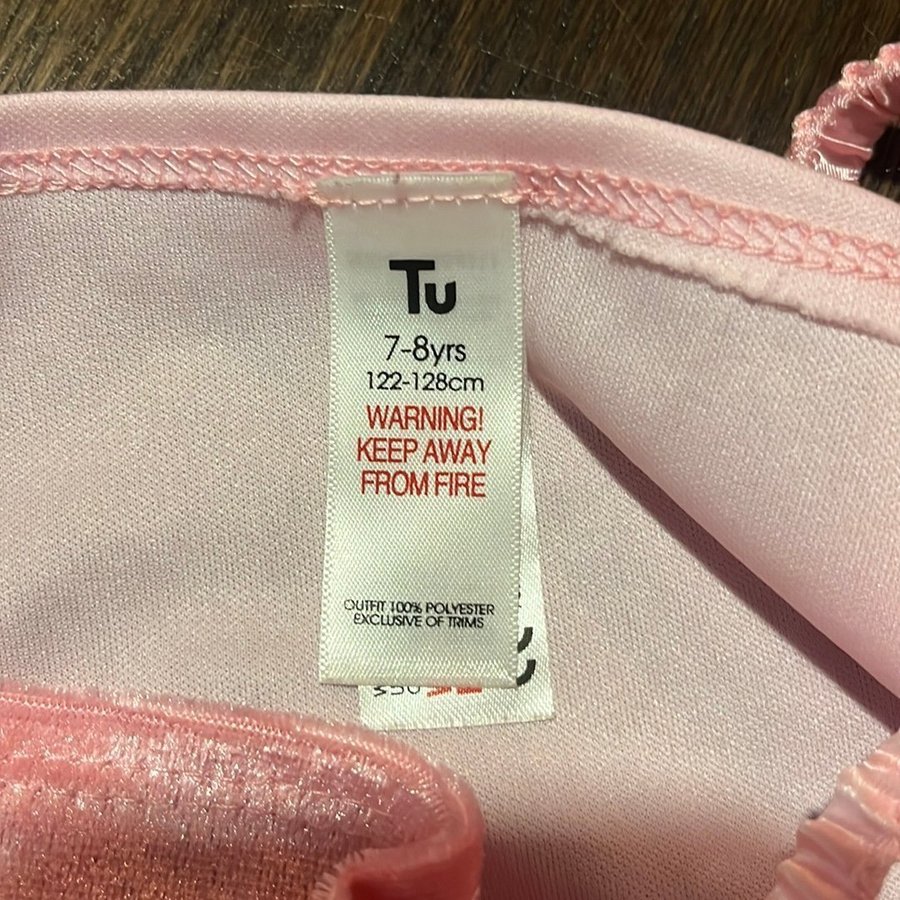 Tu
7-8yrs
122-128cm
WARNING!
KEEP AWAY
FROM FIRE
OUTFIT 100% POLYESTER
EXCLUSIVE OF TRIMS